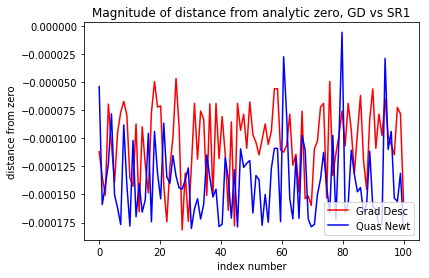 Magnitude of distance from analytic zero, GD vs SR1
0.000000
−0.000025
−0.000050
−0.000075
−0.000100
−0.000125
−0.000150
−0.000175
distance from zero
Grad Desc
Quas Newt
0 20 40 60 80 100
index number